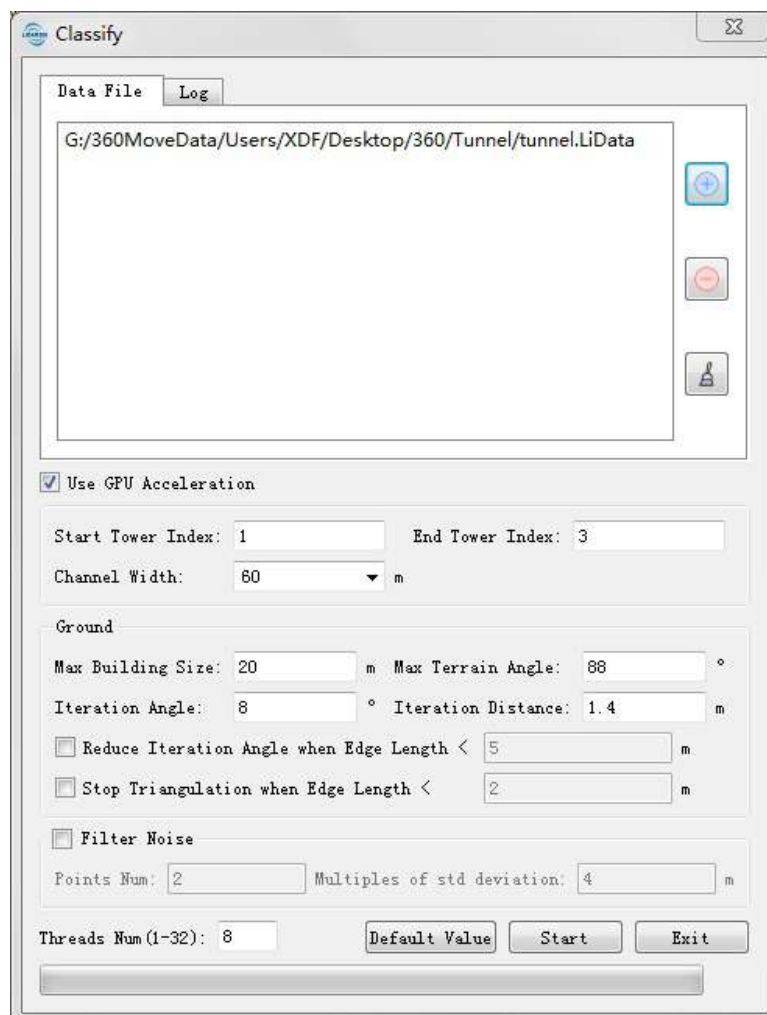 Classify
Data File Log
G:/360MoveData/Users/XDF/Desktop/360/Tunnel/tunnel.LiData
Use GPU Acceleration
Start Tower Index: 1 End Tower Index: 3
Channel Width: 60 m
Ground
Max Building Size: 20 m Max Terrain Angle: 88 °
Iteration Angle: 8 ° Iteration Distance: 1.4 m
Reduce Iteration Angle when Edge Length < 5 m
Stop Triangulation when Edge Length < 2 m
Filter Noise
Points Num: 2 Multiples of std deviation: 4 m
Threads Num(1-32): 8 Default Value Start Exit